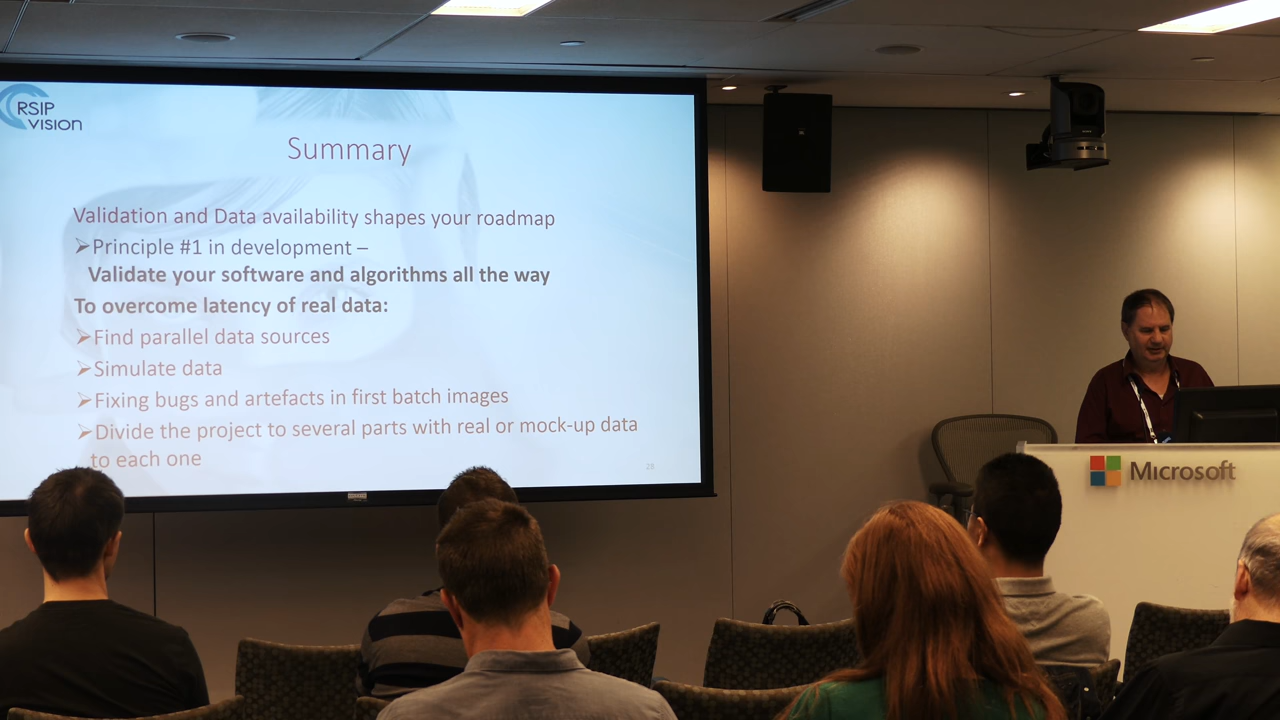 RSIP
VISION
Summary
Validation and Data availability shapes your roadmap
➢Principle #1 in development –
Validate your software and algorithms all the way
To overcome latency of real data:
➢Find parallel data sources
➢Simulate data
➢Fixing bugs and artefacts in first batch images
➢Divide the project to several parts with real or mock-up data
to each one
28
Microsoft